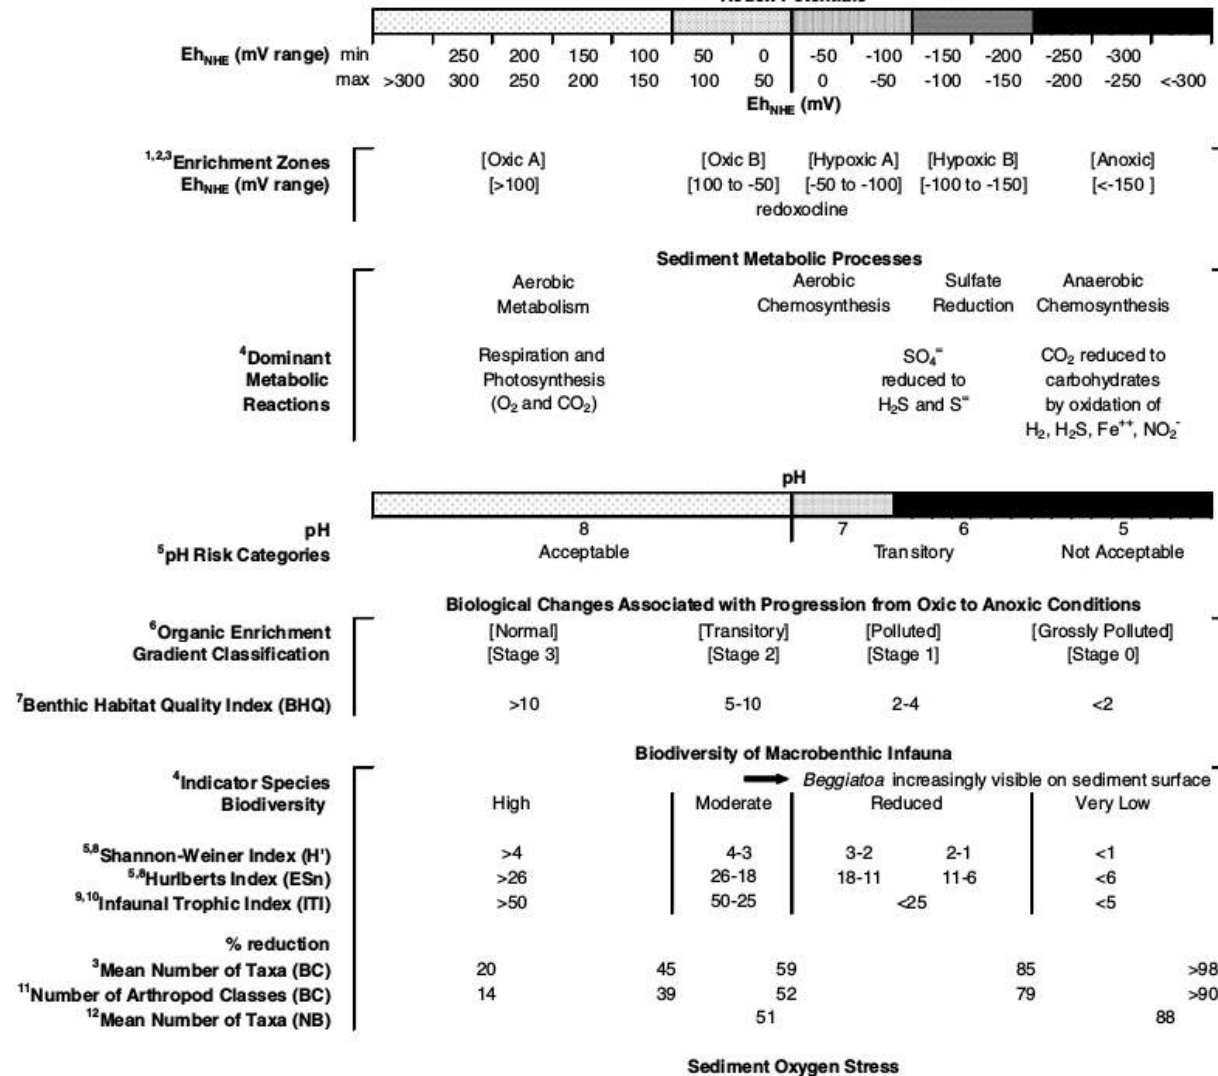 Redox Potentials
Eh_NHE (mV range) min 250 200 150 100 50 0 -50 -100 -150 -200 -250 -300
max >300 300 250 200 150 100 50 0 -50 -100 -150 -200 -250 <-300
Eh_NHE (mV)
1,2,3Enrichment Zones [Oxic A] [Oxic B] [Hypoxic A] [Hypoxic B] [Anoxic]
Eh_NHE (mV range) [>100] [100 to -50] [-50 to -100] [-100 to -150] [<-150 ]
redoxocline
Sediment Metabolic Processes
Aerobic Aerobic Sulfate Anaerobic
Metabolism Chemosynthesis Reduction Chemosynthesis
4Dominant Respiration and SO₄⁼ CO₂ reduced to
Metabolic Photosynthesis reduced to carbohydrates
Reactions (O₂ and CO₂) H₂S and S⁼ by oxidation of
H₂, H₂S, Fe⁺⁺, NO₂⁻
pH
pH 8 7 6 5
5pH Risk Categories Acceptable Transitory Not Acceptable
Biological Changes Associated with Progression from Oxic to Anoxic Conditions
6Organic Enrichment [Normal] [Transitory] [Polluted] [Grossly Polluted]
Gradient Classification [Stage 3] [Stage 2] [Stage 1] [Stage 0]
7Benthic Habitat Quality Index (BHQ) >10 5-10 2-4 <2
Biodiversity of Macrobenthic Infauna
4Indicator Species Beggiatoa increasingly visible on sediment surface
Biodiversity High Moderate Reduced Very Low
5,8Shannon-Weiner Index (H') >4 4-3 3-2 2-1 <1
5,8Hurlberts Index (ESn) >26 26-18 18-11 11-6 <6
9,10Infaunal Trophic Index (ITI) >50 50-25 <25 <5
% reduction
3Mean Number of Taxa (BC) 20 45 59 85 >98
11Number of Arthropod Classes (BC) 14 39 52 79 >90
12Mean Number of Taxa (NB) 51 88
Sediment Oxygen Stress